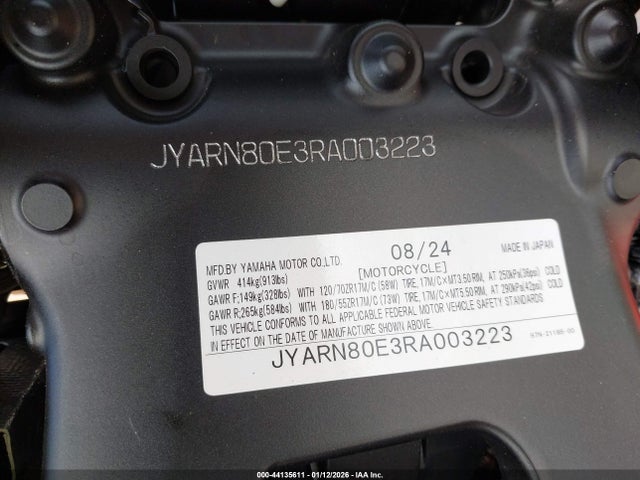 JYARN80E3RA003223
MFD.BY YAMAHA MOTOR CO.,LTD. 08/24 MADE IN JAPAN
GVWR 414kg(913lbs) [MOTORCYCLE]
GAWR F;149kg(328lbs) WITH 120/70ZR17M/C (58W) TIRE, 17M/C×MT3.50 RIM, AT 250kPa(36psi) COLD
GAWR R;265kg(584lbs) WITH 180/55ZR17M/C (73W) TIRE, 17M/C×MT5.50 RIM, AT 290kPa(42psi) COLD
THIS VEHICLE CONFORMS TO ALL APPLICABLE FEDERAL MOTOR VEHICLE SAFETY STANDARDS
IN EFFECT ON THE DATE OF MANUFACTURE SHOWN ABOVE.
JYARN80E3RA003223
000-44135611 | 01/12/2026 - IAA Inc.